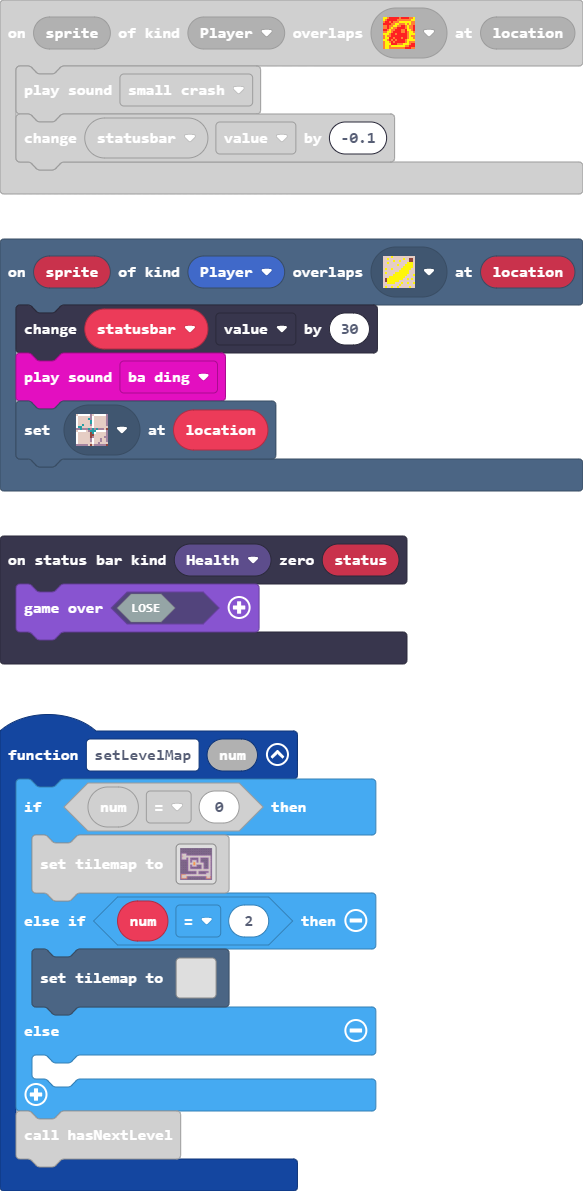 on sprite of kind Player overlaps at location
play sound small crash
change statusbar value by -0.1
on sprite of kind Player overlaps at location
change statusbar value by 30
play sound ba ding
set at location
on status bar kind Health zero status
game over LOSE
function setLevelMap num
if num = 0 then
set tilemap to
else if num = 2 then
set tilemap to
else
call hasNextLevel